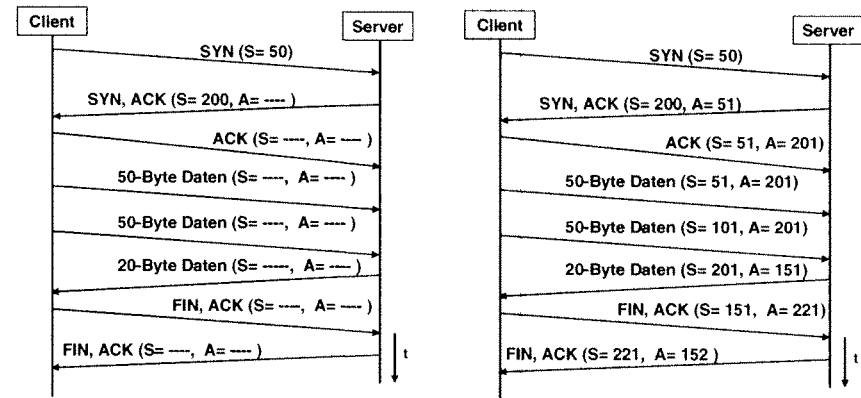 Client
Server
SYN (S= 50)
SYN, ACK (S= 200, A= ---- )
ACK (S= ----, A= ---- )
50-Byte Daten (S= ----, A= ---- )
50-Byte Daten (S= ----, A= ---- )
20-Byte Daten (S= -----, A= ---- )
FIN, ACK (S= ----, A= ---- )
FIN, ACK (S= ----, A= ---- )
t
Client
Server
SYN (S= 50)
SYN, ACK (S= 200, A= 51)
ACK (S= 51, A= 201)
50-Byte Daten (S= 51, A= 201)
50-Byte Daten (S= 101, A= 201)
20-Byte Daten (S= 201, A= 151)
FIN, ACK (S= 151, A= 221)
FIN, ACK (S= 221, A= 152 )
t